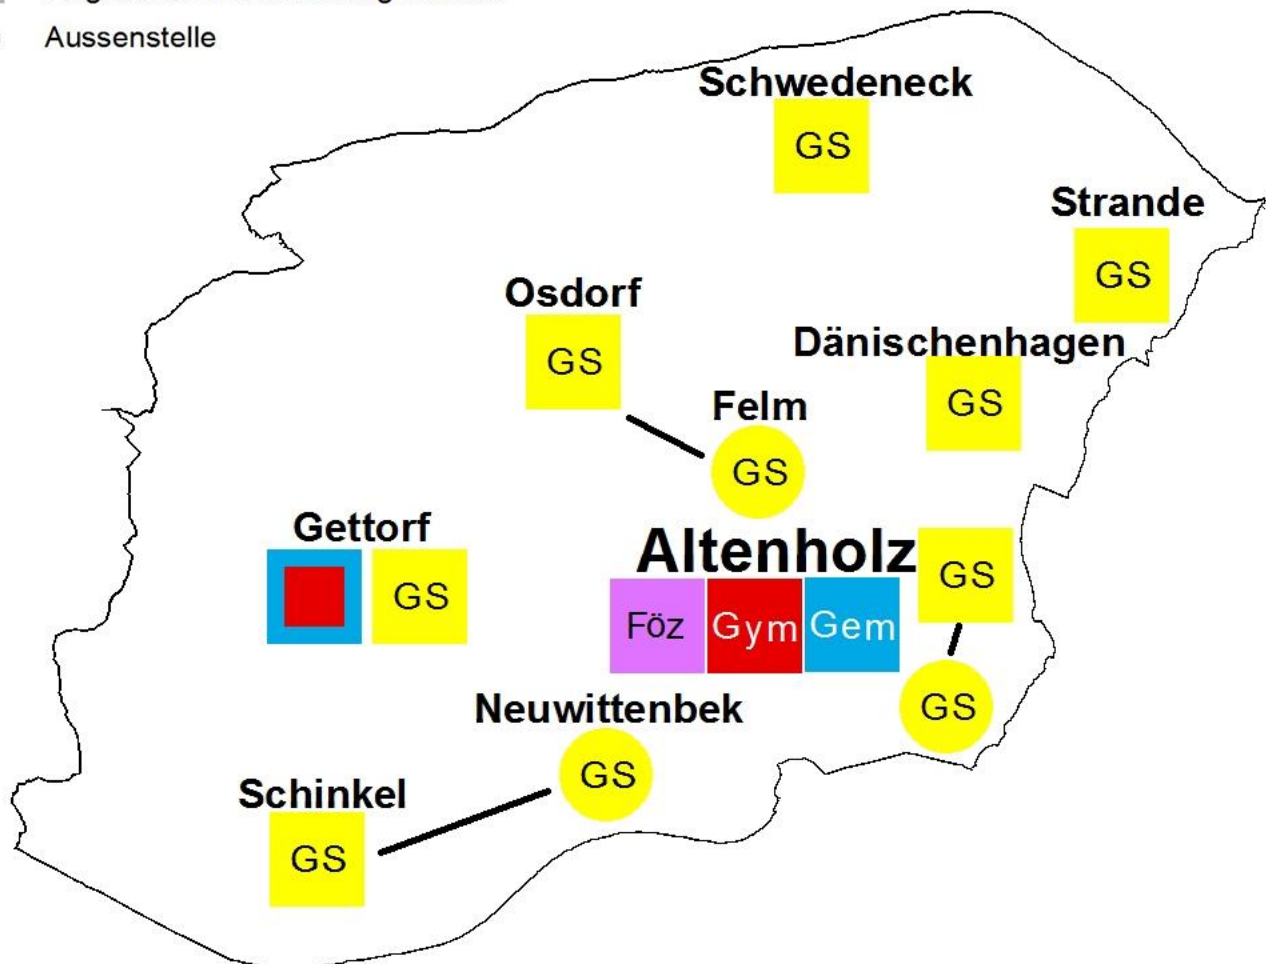 Aussenstelle
Schwedeneck
GS
Strande
GS
Osdorf
GS
Dänischenhagen
GS
Felm
GS
Gettorf
GS
Altenholz
GS
Föz Gym Gem
GS
Neuwittenbek
GS
Schinkel
GS